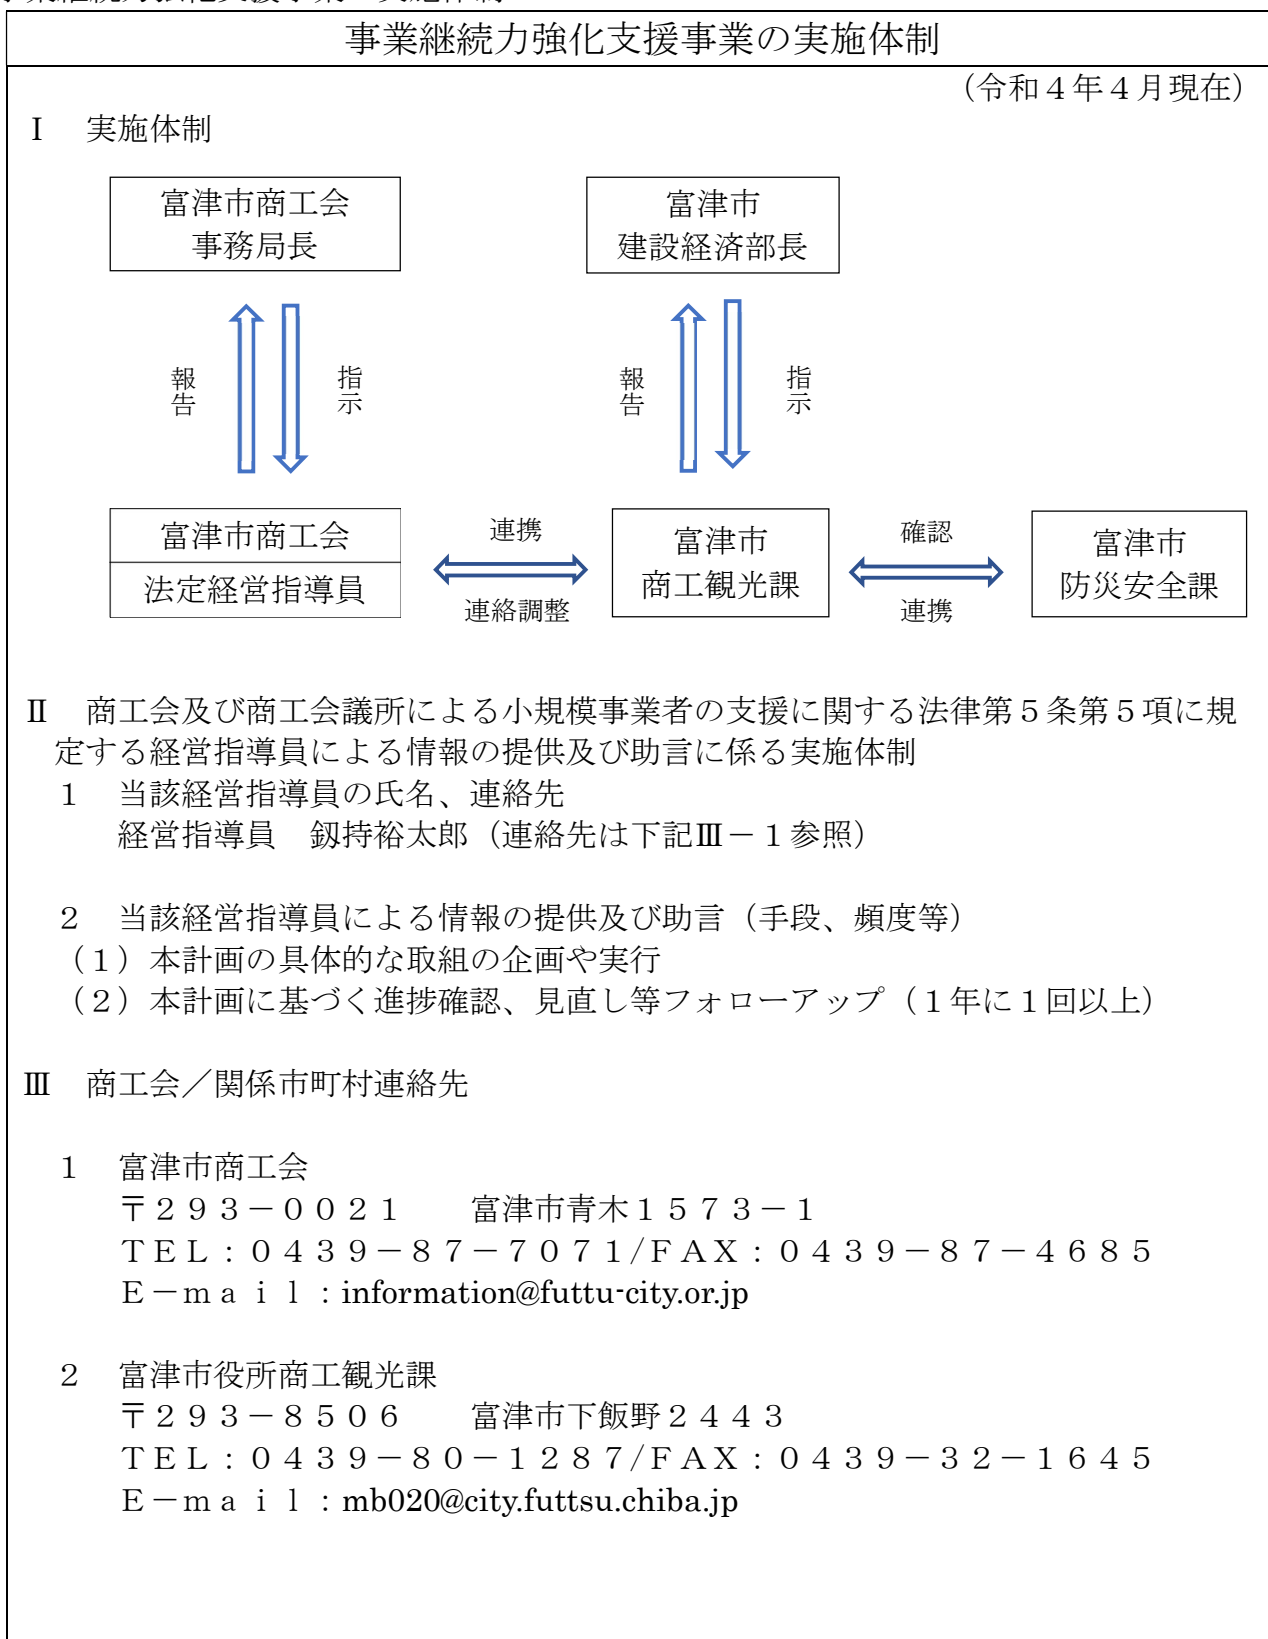 事業継続力強化支援事業の実施体制
（令和４年４月現在）
Ⅰ　実施体制
富津市商工会
事務局長
富津市
建設経済部長
報告
指示
報告
指示
富津市商工会
法定経営指導員
連携
連絡調整
富津市
商工観光課
確認
連携
富津市
防災安全課
Ⅱ　商工会及び商工会議所による小規模事業者の支援に関する法律第５条第５項に規
定する経営指導員による情報の提供及び助言に係る実施体制
１　当該経営指導員の氏名、連絡先
経営指導員　釼持裕太郎（連絡先は下記Ⅲ－１参照）
２　当該経営指導員による情報の提供及び助言（手段、頻度等）
（１）本計画の具体的な取組の企画や実行
（２）本計画に基づく進捗確認、見直し等フォローアップ（１年に１回以上）
Ⅲ　商工会／関係市町村連絡先
１　富津市商工会
〒２９３－００２１　　富津市青木１５７３－１
ＴＥＬ：０４３９－８７－７０７１/ＦＡＸ：０４３９－８７－４６８５
Ｅ－ｍａｉｌ：information@futtu-city.or.jp
２　富津市役所商工観光課
〒２９３－８５０６　　富津市下飯野２４４３
ＴＥＬ：０４３９－８０－１２８７/ＦＡＸ：０４３９－３２－１６４５
Ｅ－ｍａｉｌ：mb020@city.futtsu.chiba.jp